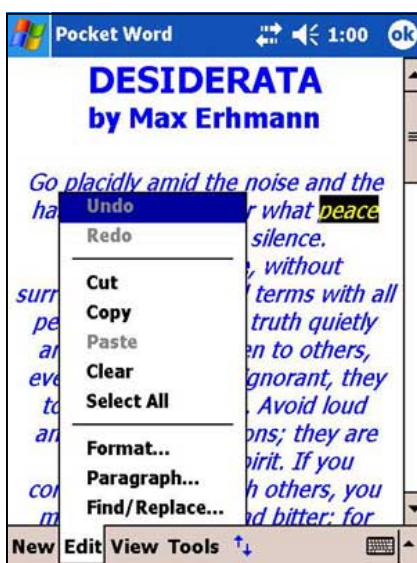 Pocket Word 1:00 ok
DESIDERATA
by Max Erhmann
Go placidly amid the noise and the
ha r what peace
silence.
, without
surr terms with all
pe truth quietly
ar en to others,
eve gnorant, they
to . Avoid loud
an ons; they are
pirit. If you
con h others, you
m nd bitter; for
Undo
Redo
Cut
Copy
Paste
Clear
Select All
Format...
Paragraph...
Find/Replace...
New Edit View Tools